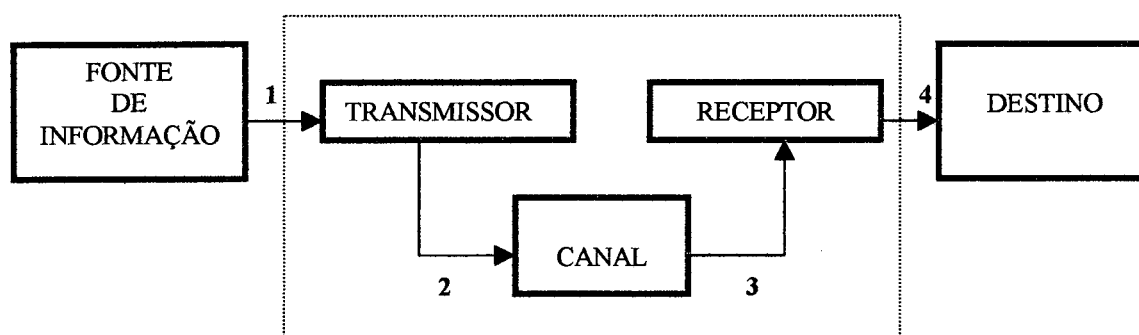 FONTE
DE
INFORMAÇÃO
1
TRANSMISSOR
RECEPTOR
4
DESTINO
CANAL
2
3